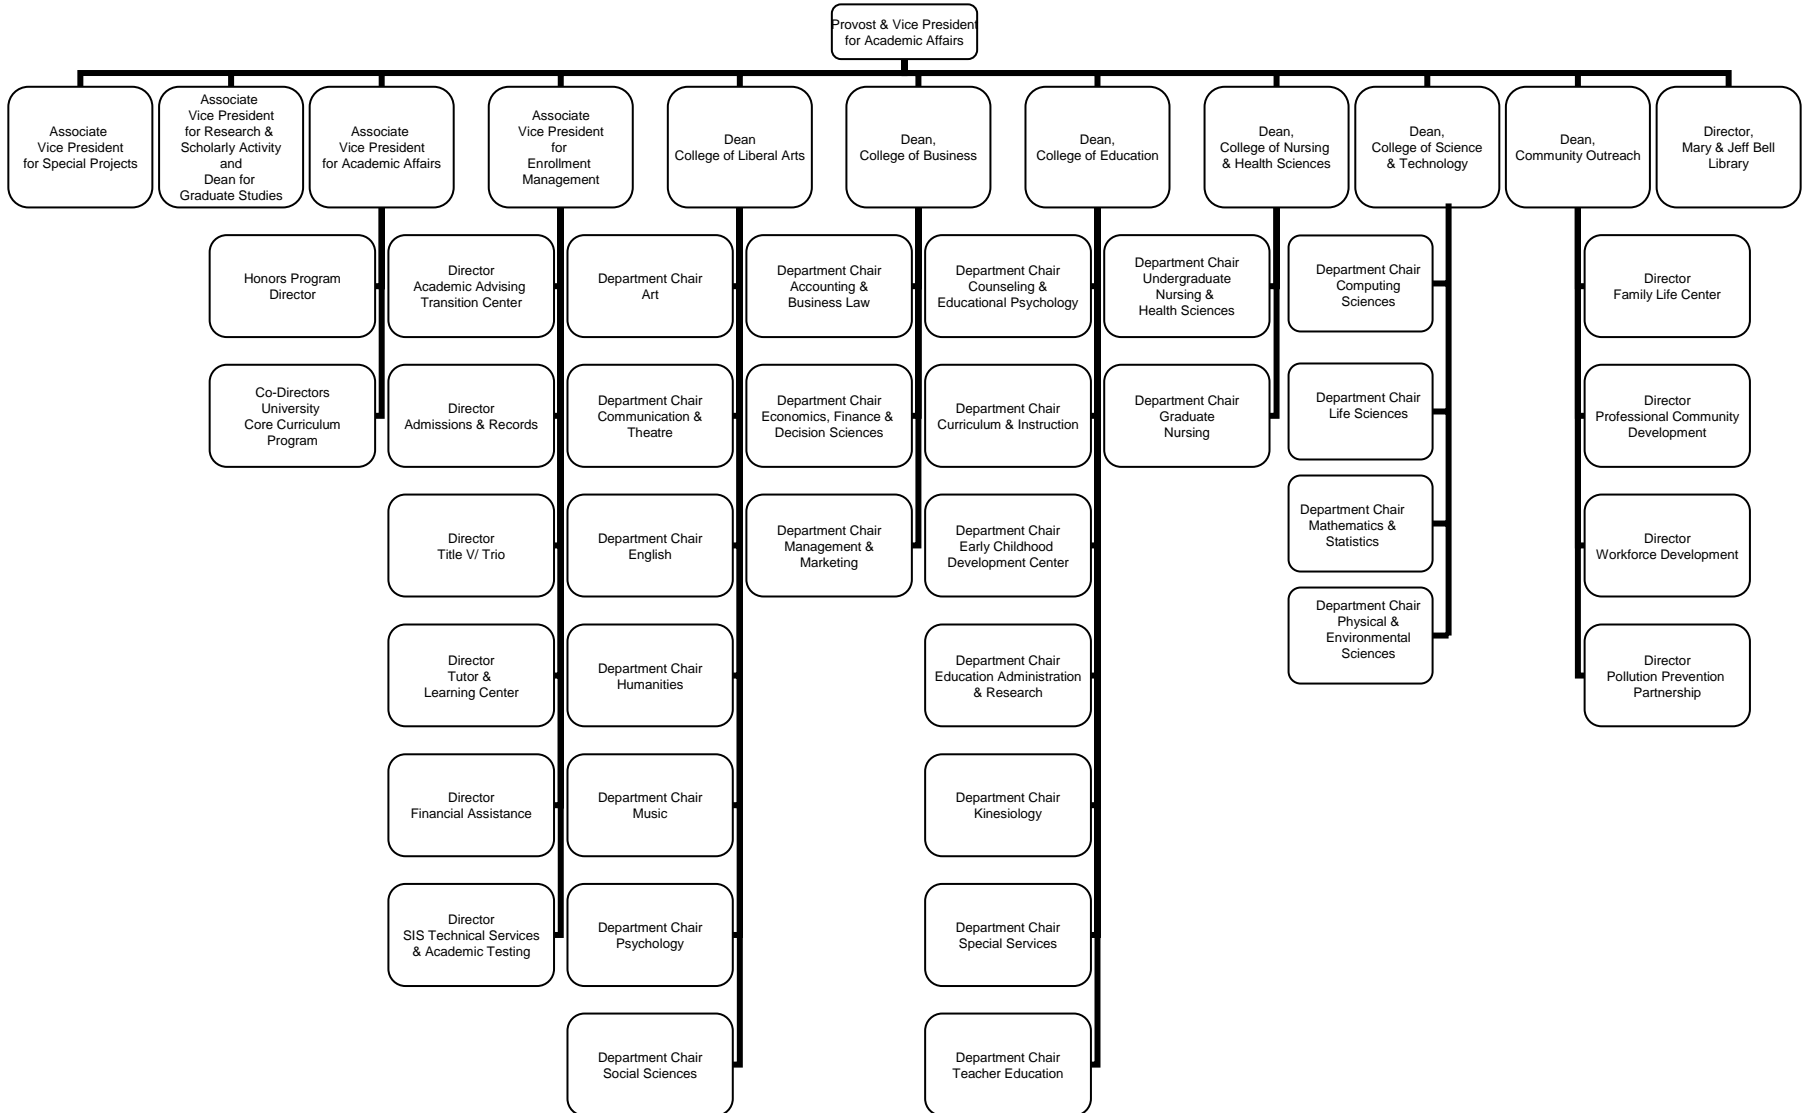 Provost & Vice President
for Academic Affairs
Associate
Vice President
for Special Projects
Associate
Vice President
for Research &
Scholarly Activity
and
Dean for
Graduate Studies
Associate
Vice President
for Academic Affairs
Associate
Vice President
for
Enrollment
Management
Dean
College of Liberal Arts
Dean,
College of Business
Dean,
College of Education
Dean,
College of Nursing
& Health Sciences
Dean,
College of Science
& Technology
Dean,
Community Outreach
Director,
Mary & Jeff Bell
Library
Honors Program
Director
Co-Directors
University
Core Curriculum
Program
Director
Academic Advising
Transition Center
Director
Admissions & Records
Director
Title V/ Trio
Director
Tutor &
Learning Center
Director
Financial Assistance
Director
SIS Technical Services
& Academic Testing
Department Chair
Art
Department Chair
Communication &
Theatre
Department Chair
English
Department Chair
Humanities
Department Chair
Music
Department Chair
Psychology
Department Chair
Social Sciences
Department Chair
Accounting &
Business Law
Department Chair
Economics, Finance &
Decision Sciences
Department Chair
Management &
Marketing
Department Chair
Counseling &
Educational Psychology
Department Chair
Curriculum & Instruction
Department Chair
Early Childhood
Development Center
Department Chair
Education Administration
& Research
Department Chair
Kinesiology
Department Chair
Special Services
Department Chair
Teacher Education
Department Chair
Undergraduate
Nursing &
Health Sciences
Department Chair
Graduate
Nursing
Department Chair
Computing
Sciences
Department Chair
Life Sciences
Department Chair
Mathematics &
Statistics
Department Chair
Physical &
Environmental
Sciences
Director
Family Life Center
Director
Professional Community
Development
Director
Workforce Development
Director
Pollution Prevention
Partnership